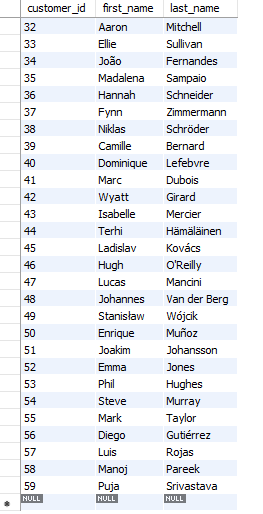 customer_id first_name last_name
32 Aaron Mitchell
33 Ellie Sullivan
34 João Fernandes
35 Madalena Sampaio
36 Hannah Schneider
37 Fynn Zimmermann
38 Niklas Schröder
39 Camille Bernard
40 Dominique Lefebvre
41 Marc Dubois
42 Wyatt Girard
43 Isabelle Mercier
44 Terhi Hämäläinen
45 Ladislav Kovács
46 Hugh O'Reilly
47 Lucas Mancini
48 Johannes Van der Berg
49 Stanisław Wójcik
50 Enrique Muñoz
51 Joakim Johansson
52 Emma Jones
53 Phil Hughes
54 Steve Murray
55 Mark Taylor
56 Diego Gutiérrez
57 Luis Rojas
58 Manoj Pareek
59 Puja Srivastava
NULL NULL NULL